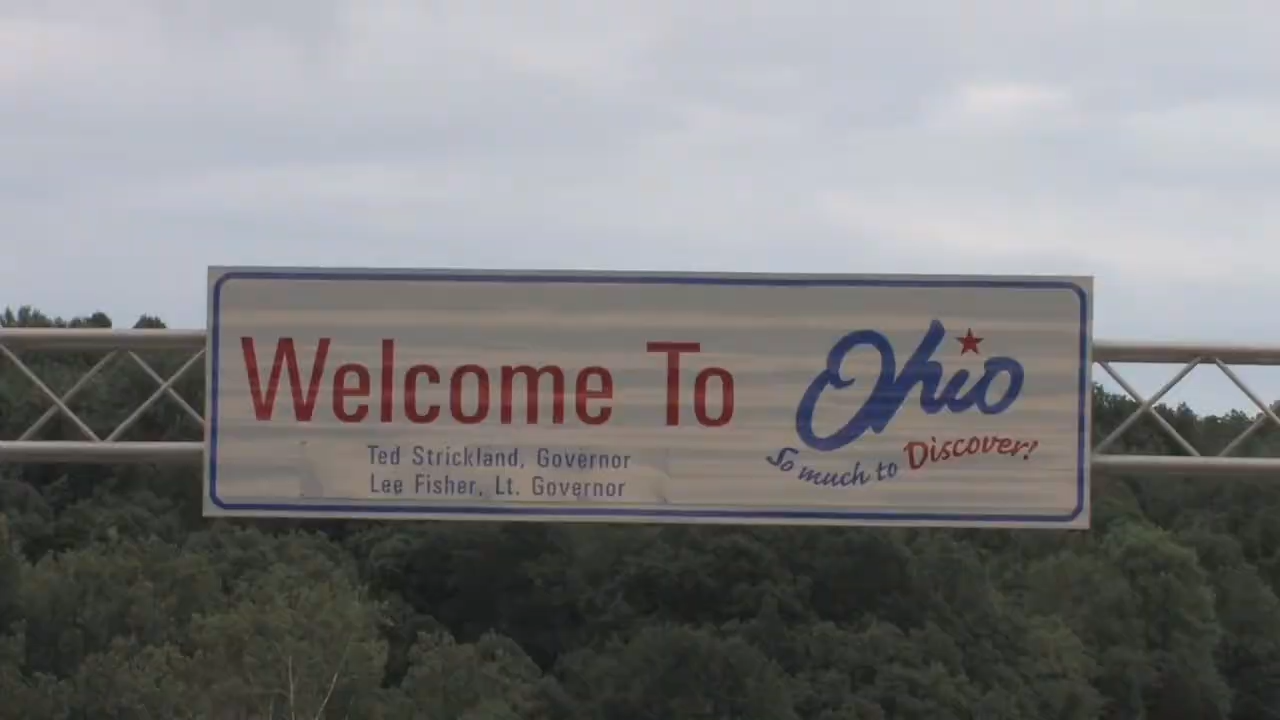 Welcome To
Ted Strickland, Governor
Lee Fisher, Lt. Governor
Ohio
So much to Discover!